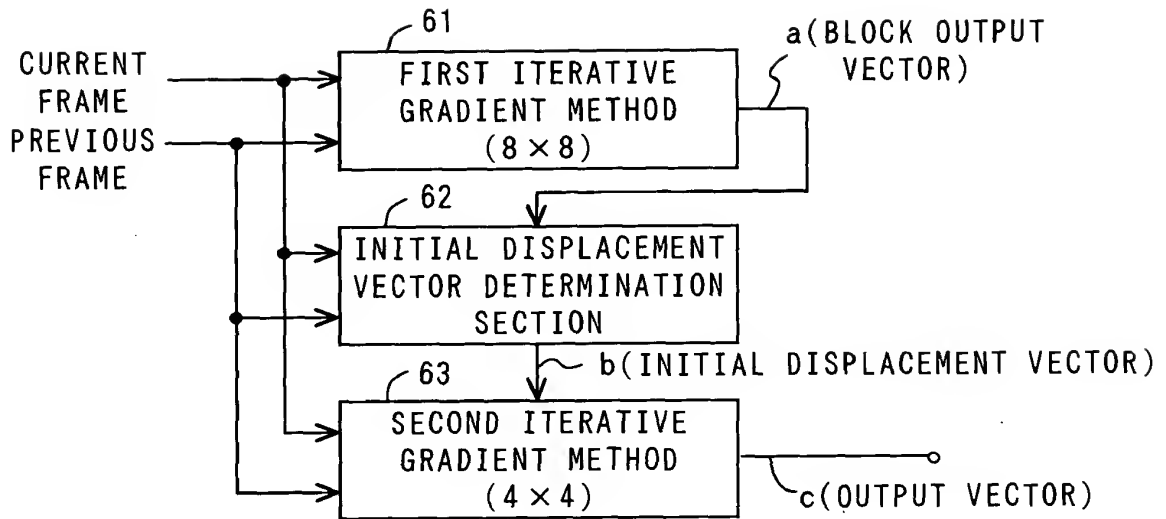 CURRENT
FRAME
PREVIOUS
FRAME
61
FIRST ITERATIVE
GRADIENT METHOD
(8×8)
a(BLOCK OUTPUT
VECTOR)
62
INITIAL DISPLACEMENT
VECTOR DETERMINATION
SECTION
b(INITIAL DISPLACEMENT VECTOR)
63
SECOND ITERATIVE
GRADIENT METHOD
(4×4)
c(OUTPUT VECTOR)